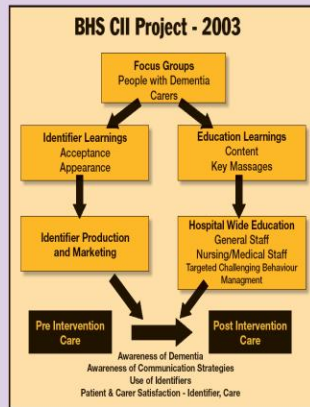 BHS CII Project - 2003
Focus Groups
People with Dementia
Carers
Identifier Learnings
Acceptance
Appearance
Education Learnings
Content
Key Massages
Identifier Production
and Marketing
Hospital Wide Education
General Staff
Nursing/Medical Staff
Targeted Challenging Behaviour
Managment
Pre Intervention
Care
Post Intervention
Care
Awareness of Dementia
Awareness of Communication Strategies
Use of Identifiers
Patient & Carer Satisfaction - Identifier, Care